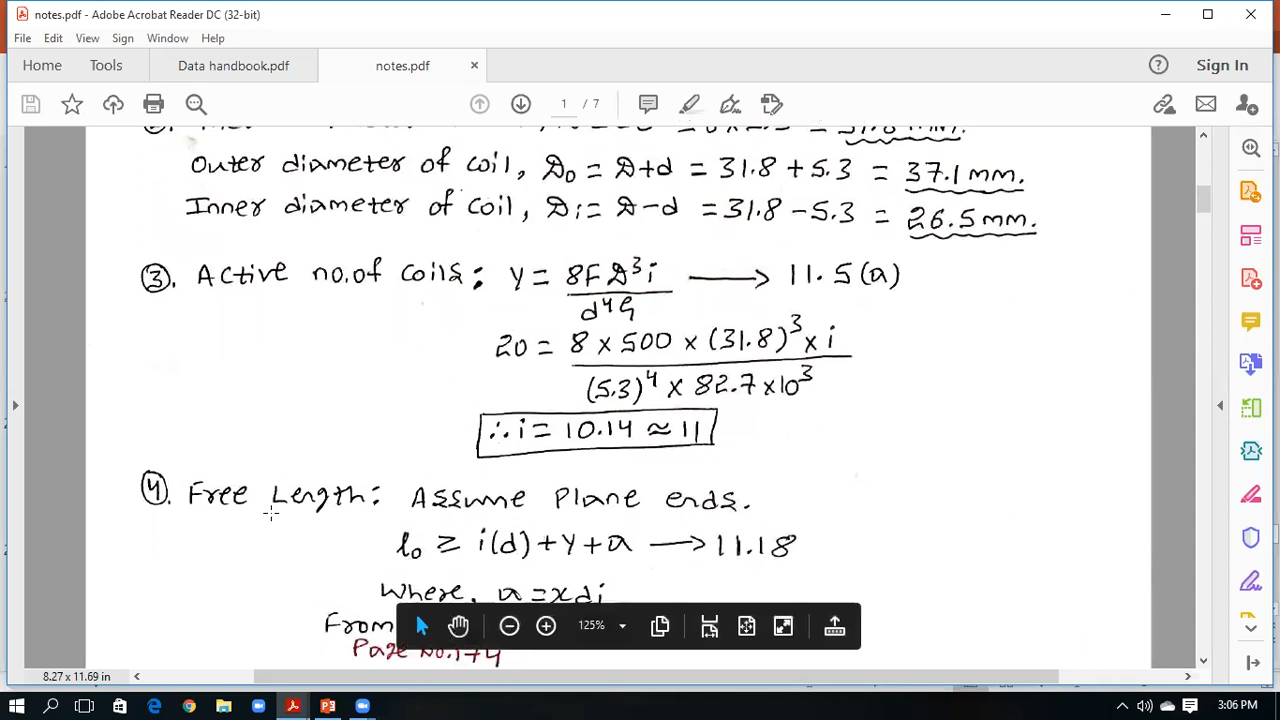 notes.pdf - Adobe Acrobat Reader DC (32-bit)
File Edit View Sign Window Help
Home Tools Data handbook.pdf notes.pdf × Sign In
1 / 7
Outer diameter of coil, D₀ = D+d = 31.8 + 5.3 = 37.1 mm.
Inner diameter of coil, Di = D-d = 31.8 - 5.3 = 26.5 mm.
③. Active no.of coils: y = 8FD³i / d⁴G → 11.5(a)
20 = 8 × 500 × (31.8)³ × i / (5.3)⁴ × 82.7 × 10³
∴ i = 10.14 ≈ 11
④. Free Length: Assume Plane ends.
l₀ ≥ i(d) + y + a → 11.18
Where, a = xdi
From
125%
8.27 x 11.69 in
3:06 PM